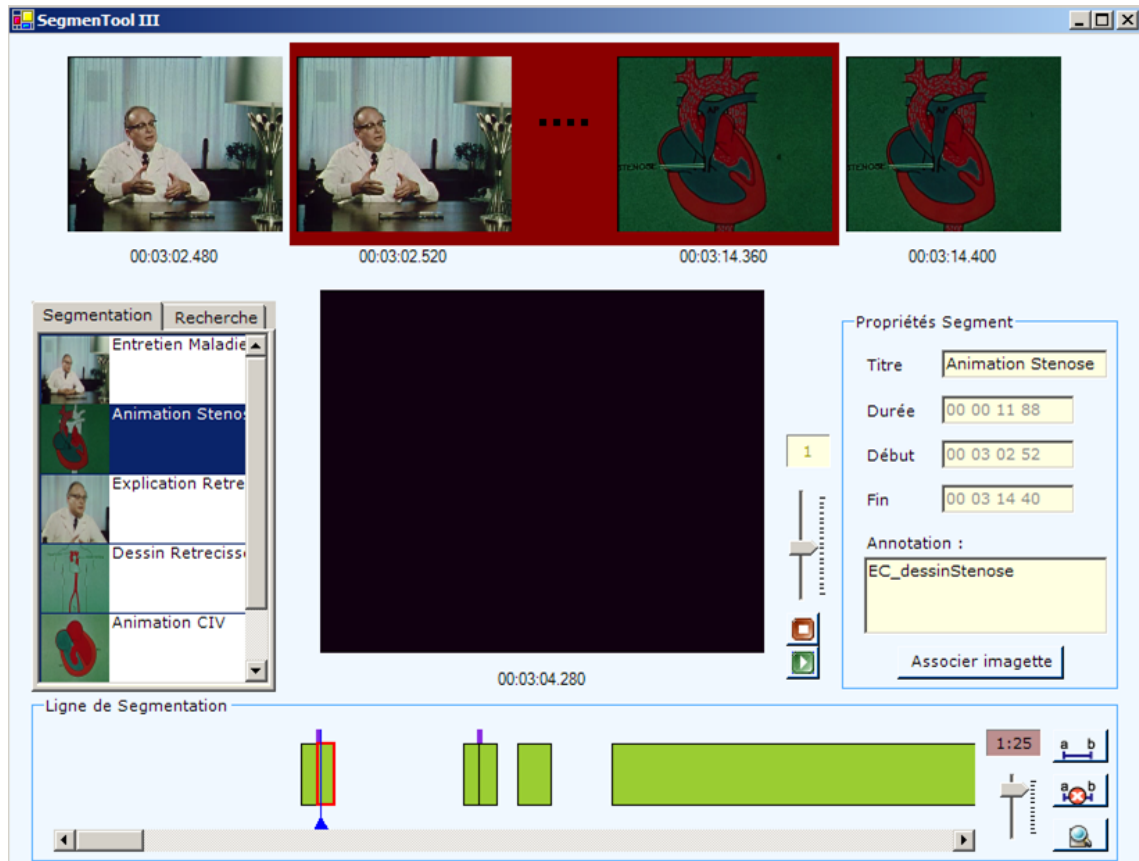 SegmenTool III
STENOSE
AP
00:03:02.480
00:03:02.520
00:03:14.360
00:03:14.400
Segmentation
Recherche
Entretien Maladie
Animation Stenos
Explication Retre
Dessin Retreciss
Animation CIV
1
00:03:04.280
Propriétés Segment
Titre Animation Stenose
Durée 00 00 11 88
Début 00 03 02 52
Fin 00 03 14 40
Annotation :
EC_dessinStenose
Associer imagette
Ligne de Segmentation
1:25
a b
a b